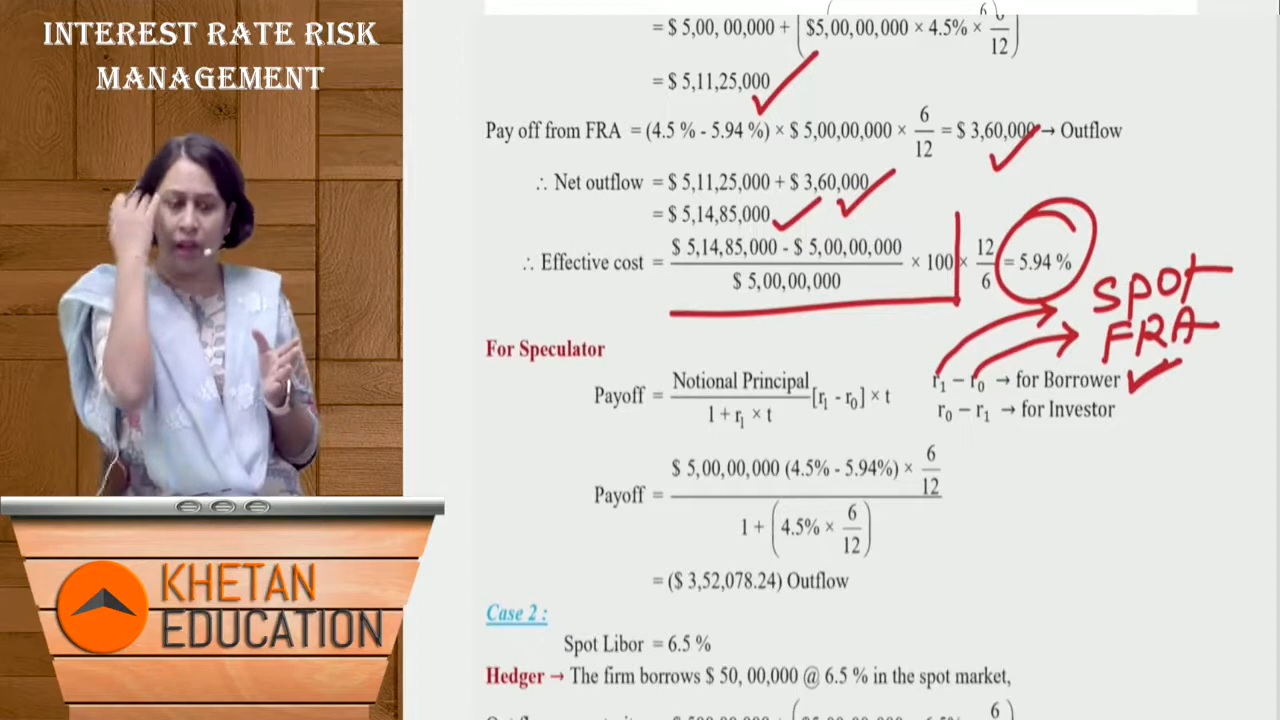 INTEREST RATE RISK
MANAGEMENT
= $ 5,00, 00,000 + ($5,00,00,000 × 4.5% × 6/12)
= $ 5,11,25,000
Pay off from FRA = (4.5 % - 5.94 %) × $ 5,00,00,000 × 6/12 = $ 3,60,000 → Outflow
∴ Net outflow = $ 5,11,25,000 + $ 3,60,000
= $ 5,14,85,000
∴ Effective cost = $ 5,14,85,000 - $ 5,00,00,000 / $ 5,00,00,000 × 100 × 12/6 = 5.94 %
SPOT
FRA
For Speculator
Payoff = Notional Principal / 1 + r₁ × t [r₁ - r₀] × t
r₁ – r₀ → for Borrower
r₀ – r₁ → for Investor
Payoff = $ 5,00,00,000 (4.5% - 5.94%) × 6/12 / 1 + (4.5% × 6/12)
= ($ 3,52,078.24) Outflow
Case 2 :
Spot Libor = 6.5 %
Hedger → The firm borrows $ 50, 00,000 @ 6.5 % in the spot market,
KHETAN
EDUCATION